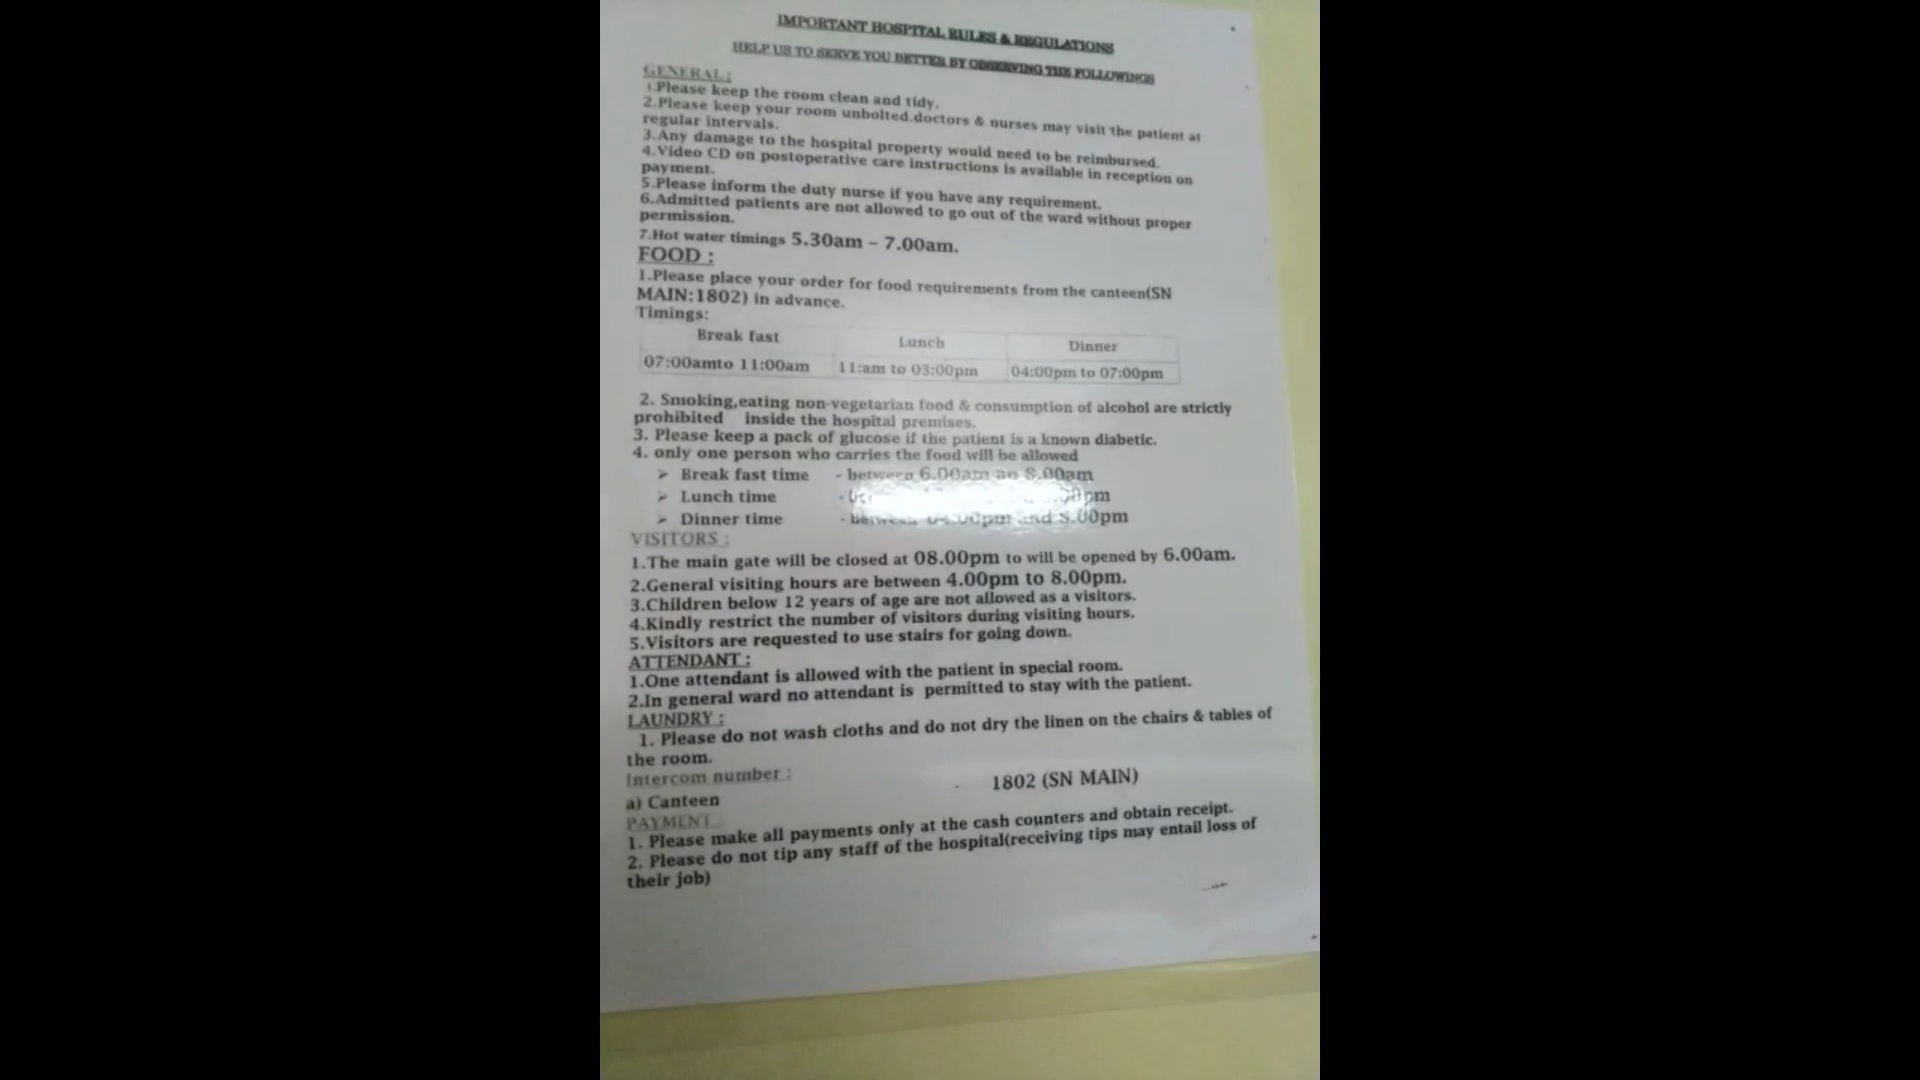 IMPORTANT HOSPITAL RULES & REGULATIONS
HELP US TO SERVE YOU BETTER BY OBSERVING THE FOLLOWINGS
GENERAL :
1.Please keep the room clean and tidy.
2.Please keep your room unbolted.doctors & nurses may visit the patient at
regular intervals.
3.Any damage to the hospital property would need to be reimbursed.
4.Video CD on postoperative care instructions is available in reception on
payment.
5.Please inform the duty nurse if you have any requirement.
6.Admitted patients are not allowed to go out of the ward without proper
permission.
7.Hot water timings 5.30am – 7.00am.
FOOD :
1.Please place your order for food requirements from the canteen(SN
MAIN:1802) in advance.
Timings:
Break fast Lunch Dinner
07:00amto 11:00am 11:am to 03:00pm 04:00pm to 07:00pm
2. Smoking,eating non-vegetarian food & consumption of alcohol are strictly
prohibited inside the hospital premises.
3. Please keep a pack of glucose if the patient is a known diabetic.
4. only one person who carries the food will be allowed
➢ Break fast time - between 6.00am an 8.00am
➢ Lunch time -
➢ Dinner time - between 04.00pm and 8.00pm
VISITORS :
1.The main gate will be closed at 08.00pm to will be opened by 6.00am.
2.General visiting hours are between 4.00pm to 8.00pm.
3.Children below 12 years of age are not allowed as a visitors.
4.Kindly restrict the number of visitors during visiting hours.
5.Visitors are requested to use stairs for going down.
ATTENDANT :
1.One attendant is allowed with the patient in special room.
2.In general ward no attendant is permitted to stay with the patient.
LAUNDRY :
1. Please do not wash cloths and do not dry the linen on the chairs & tables of
the room.
Intercom number :
a) Canteen - 1802 (SN MAIN)
PAYMENT
1. Please make all payments only at the cash counters and obtain receipt.
2. Please do not tip any staff of the hospital(receiving tips may entail loss of
their job)